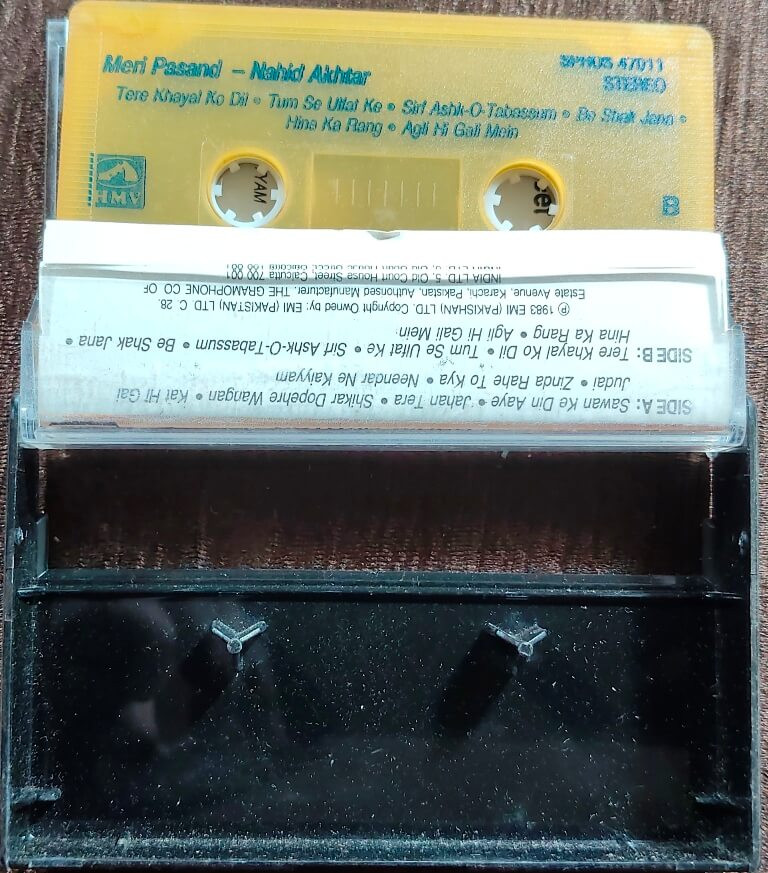 Meri Pasand – Nahid Akhtar
SPHOS 47011
STEREO
Tere Khayal Ko Dil • Tum Se Ulfat Ke • Sirf Ashk-O-Tabassum • Be Shak Jana •
Hina Ka Rang • Agli Hi Gali Mein
HMV
B
SIDE A: Sawan Ke Din Aaye • Jahan Tera • Shikar Dopehre Wangan • Kat Hi Gai
Judai • Zinda Rahe To Kya • Neendar Ne Kaiyyam
SIDE B: Tere Khayal Ko Dil • Tum Se Ulfat Ke • Sirf Ashk-O-Tabassum • Be Shak Jana •
Hina Ka Rang • Agli Hi Gali Mein
℗ 1983 EMI (PAKISHAN) LTD. Copyright Owned by: EMI (PAKISTAN) LTD C. 28.
Estate Avenue, Karachi, Pakistan, Authorised Manufacturer. THE GRAMOPHONE CO OF
INDIA LTD. 5, Old Court House Street, Calcutta 700 001